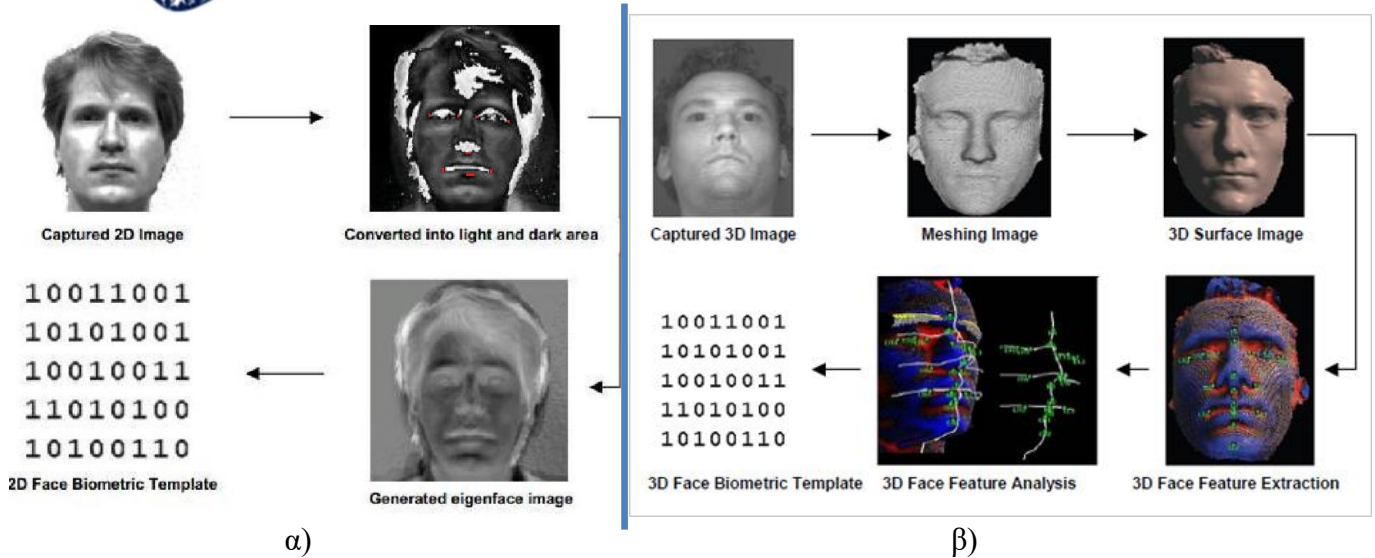 Captured 2D Image
Converted into light and dark area
10011001
10101001
10010011
11010100
10100110
2D Face Biometric Template
Generated eigenface image
α)
Captured 3D Image
Meshing Image
3D Surface Image
10011001
10101001
10010011
11010100
10100110
3D Face Biometric Template
3D Face Feature Analysis
3D Face Feature Extraction
β)